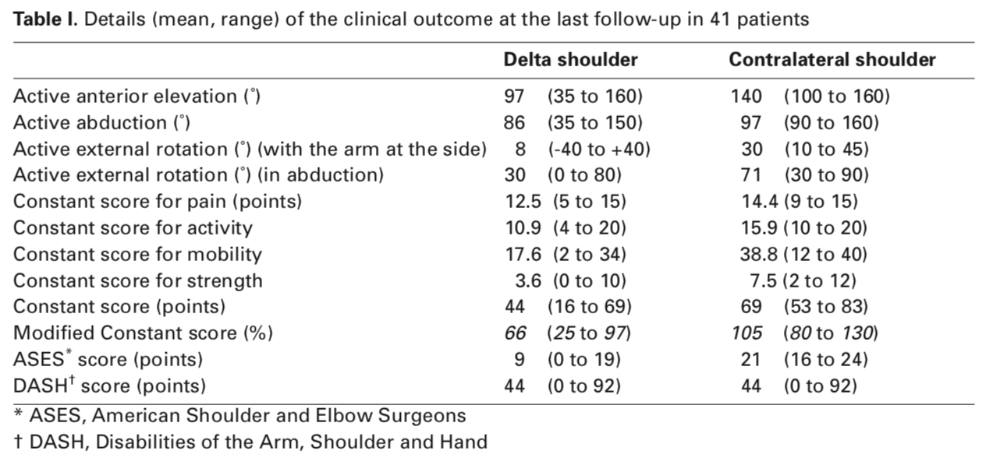 Table I. Details (mean, range) of the clinical outcome at the last follow-up in 41 patients
Delta shoulder Contralateral shoulder
Active anterior elevation (°) 97 (35 to 160) 140 (100 to 160)
Active abduction (°) 86 (35 to 150) 97 (90 to 160)
Active external rotation (°) (with the arm at the side) 8 (-40 to +40) 30 (10 to 45)
Active external rotation (°) (in abduction) 30 (0 to 80) 71 (30 to 90)
Constant score for pain (points) 12.5 (5 to 15) 14.4 (9 to 15)
Constant score for activity 10.9 (4 to 20) 15.9 (10 to 20)
Constant score for mobility 17.6 (2 to 34) 38.8 (12 to 40)
Constant score for strength 3.6 (0 to 10) 7.5 (2 to 12)
Constant score (points) 44 (16 to 69) 69 (53 to 83)
Modified Constant score (%) 66 (25 to 97) 105 (80 to 130)
ASES* score (points) 9 (0 to 19) 21 (16 to 24)
DASH† score (points) 44 (0 to 92) 44 (0 to 92)
* ASES, American Shoulder and Elbow Surgeons
† DASH, Disabilities of the Arm, Shoulder and Hand